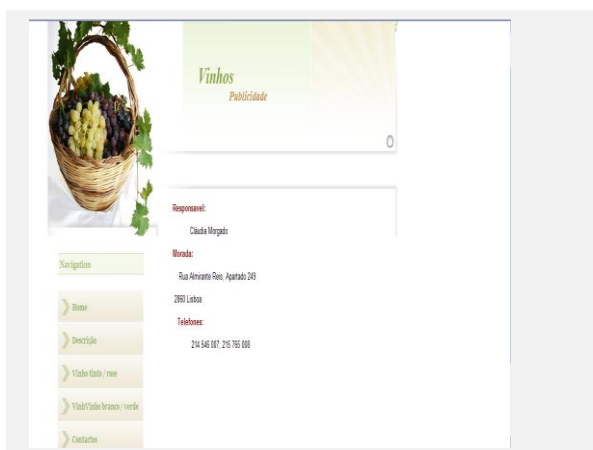 Vinhos
Publicidade
Responsavel:
Cláudia Morgado
Morada:
Rua Almirante Reis, Apartado 249
2860 Lisboa
Telefones:
214 546 007, 215 765 008
Navigation
Home
Descrição
Vinho tinto / rose
VinhVinho branco / verde
Contactos